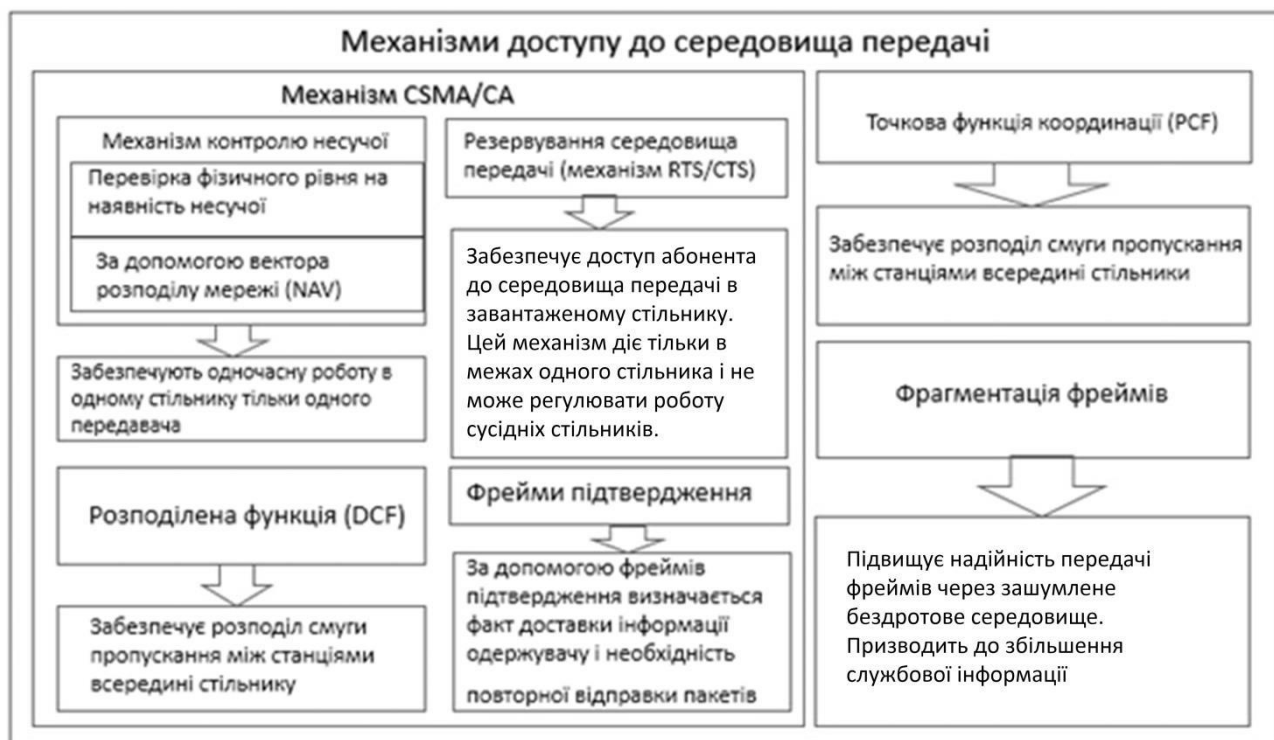 Механізми доступу до середовища передачі
Механізм CSMA/CA
Механізм контролю несучої
Перевірка фізичного рівня на
наявність несучої
За допомогою вектора
розподілу мережі (NAV)
Забезпечують одночасну роботу в
одному стільнику тільки одного
передавача
Розподілена функція (DCF)
Забезпечує розподіл смуги
пропускання між станціями
всередині стільнику
Резервування середовища
передачі (механізм RTS/CTS)
Забезпечує доступ абонента
до середовища передачі в
завантаженому стільнику.
Цей механізм діє тільки в
межах одного стільника і не
може регулювати роботу
сусідніх стільників.
Фрейми підтвердження
За допомогою фреймів
підтвердження визначається
факт доставки інформації
одержувачу і необхідність
повторної відправки пакетів
Точкова функція координації (PCF)
Забезпечує розподіл смуги пропускання
між станціями всередині стільники
Фрагментація фреймів
Підвищує надійність передачі
фреймів через зашумлене
бездротове середовище.
Призводить до збільшення
службової інформації